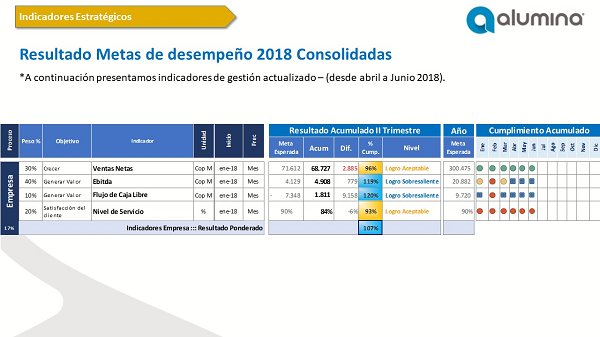 Indicadores Estratégicos
alumina
Resultado Metas de desempeño 2018 Consolidadas
*A continuación presentamos indicadores de gestión actualizado – (desde abril a Junio 2018).
Resultado Acumulado II Trimestre Año Cumplimiento Acumulado
Proceso Peso % Objetivo Indicador Unidad Inicio Frec Meta Esperada Acum Dif. % Cump. Nivel Meta Esperada Ene Feb Mar Abr May Jun Jul Ago Sep Oct Nov Dic
Empresa
30% Crecer Ventas Netas Cop M ene-18 Mes 71.612 68.727 2.885 96% Logro Aceptable 300.475
40% Generar Valor Ebitda Cop M ene-18 Mes 4.129 4.908 779 119% Logro Sobresaliente 20.882
10% Generar Valor Flujo de Caja Libre Cop M ene-18 Mes - 7.348 1.811 9.158 120% Logro Sobresaliente 9.720
20% Satisfacción del cliente Nivel de Servicio % ene-18 Mes 90% 84% -6% 93% Logro Aceptable 90%
17% Indicadores Empresa ::: Resultado Ponderado 107%